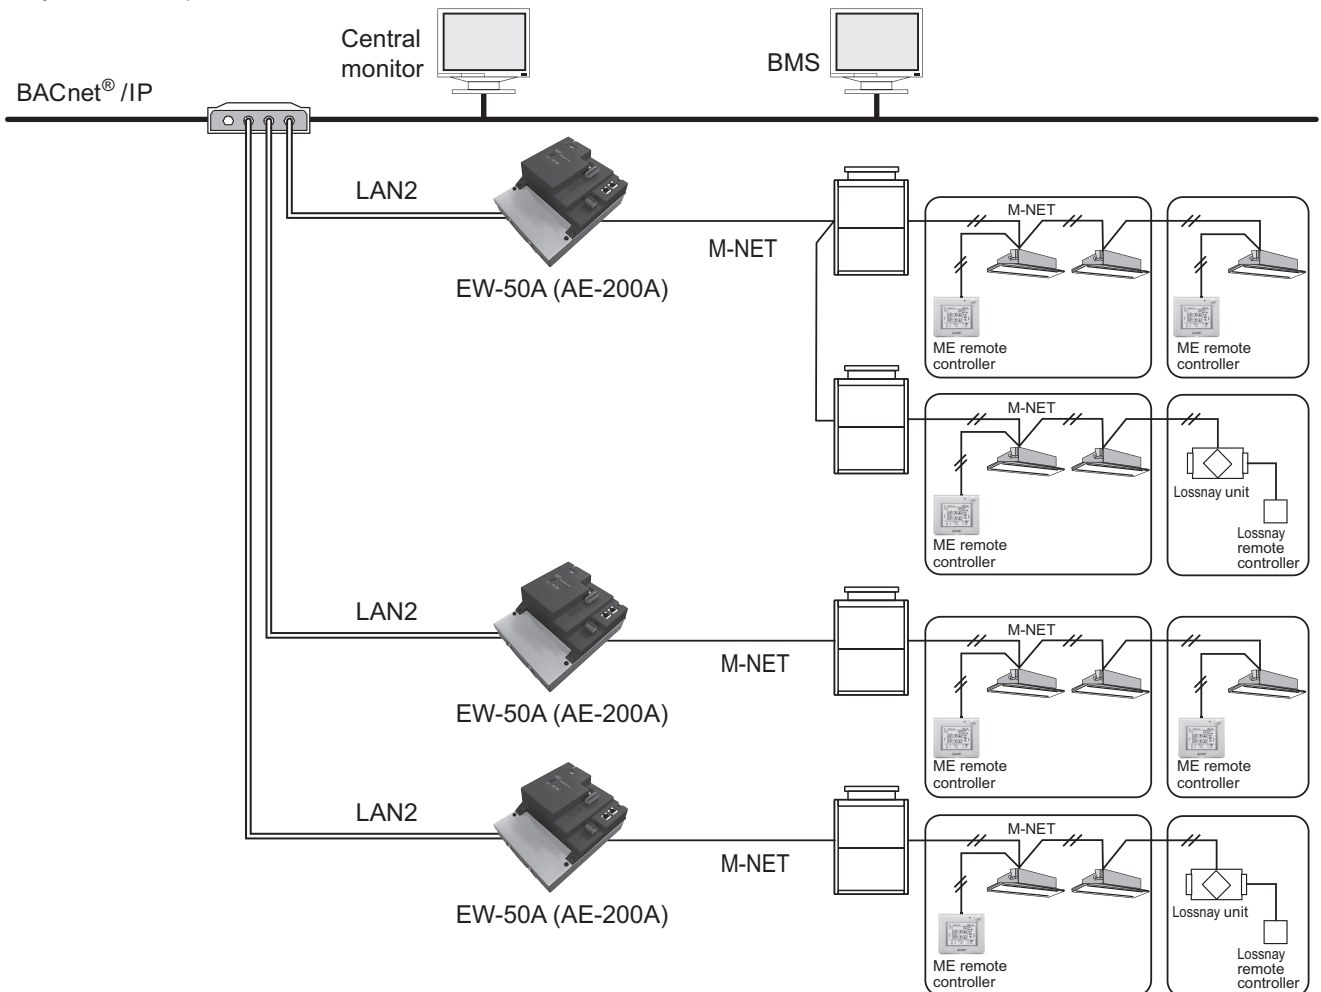 Central
monitor
BMS
BACnet® /IP
LAN2
M-NET
EW-50A (AE-200A)
M-NET
ME remote
controller
ME remote
controller
M-NET
ME remote
controller
Lossnay unit
Lossnay
remote
controller
LAN2
M-NET
EW-50A (AE-200A)
M-NET
ME remote
controller
ME remote
controller
LAN2
M-NET
EW-50A (AE-200A)
M-NET
ME remote
controller
Lossnay unit
Lossnay
remote
controller